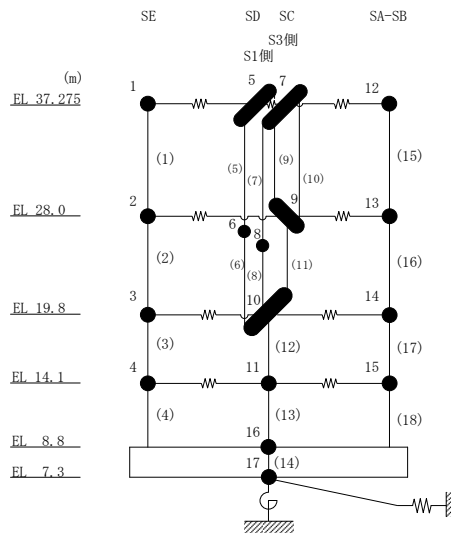 SE SD SC SA-SB
S3側
S1側
(m)
1 5 7 12
EL 37.275
(1) (5) (7) (9) (10) (15)
2 9 13
EL 28.0
6 8
(2) (6) (8) (11) (16)
3 10 14
EL 19.8
(3) (12) (17)
4 11 15
EL 14.1
(4) (13) (18)
16
EL 8.8
17 (14)
EL 7.3